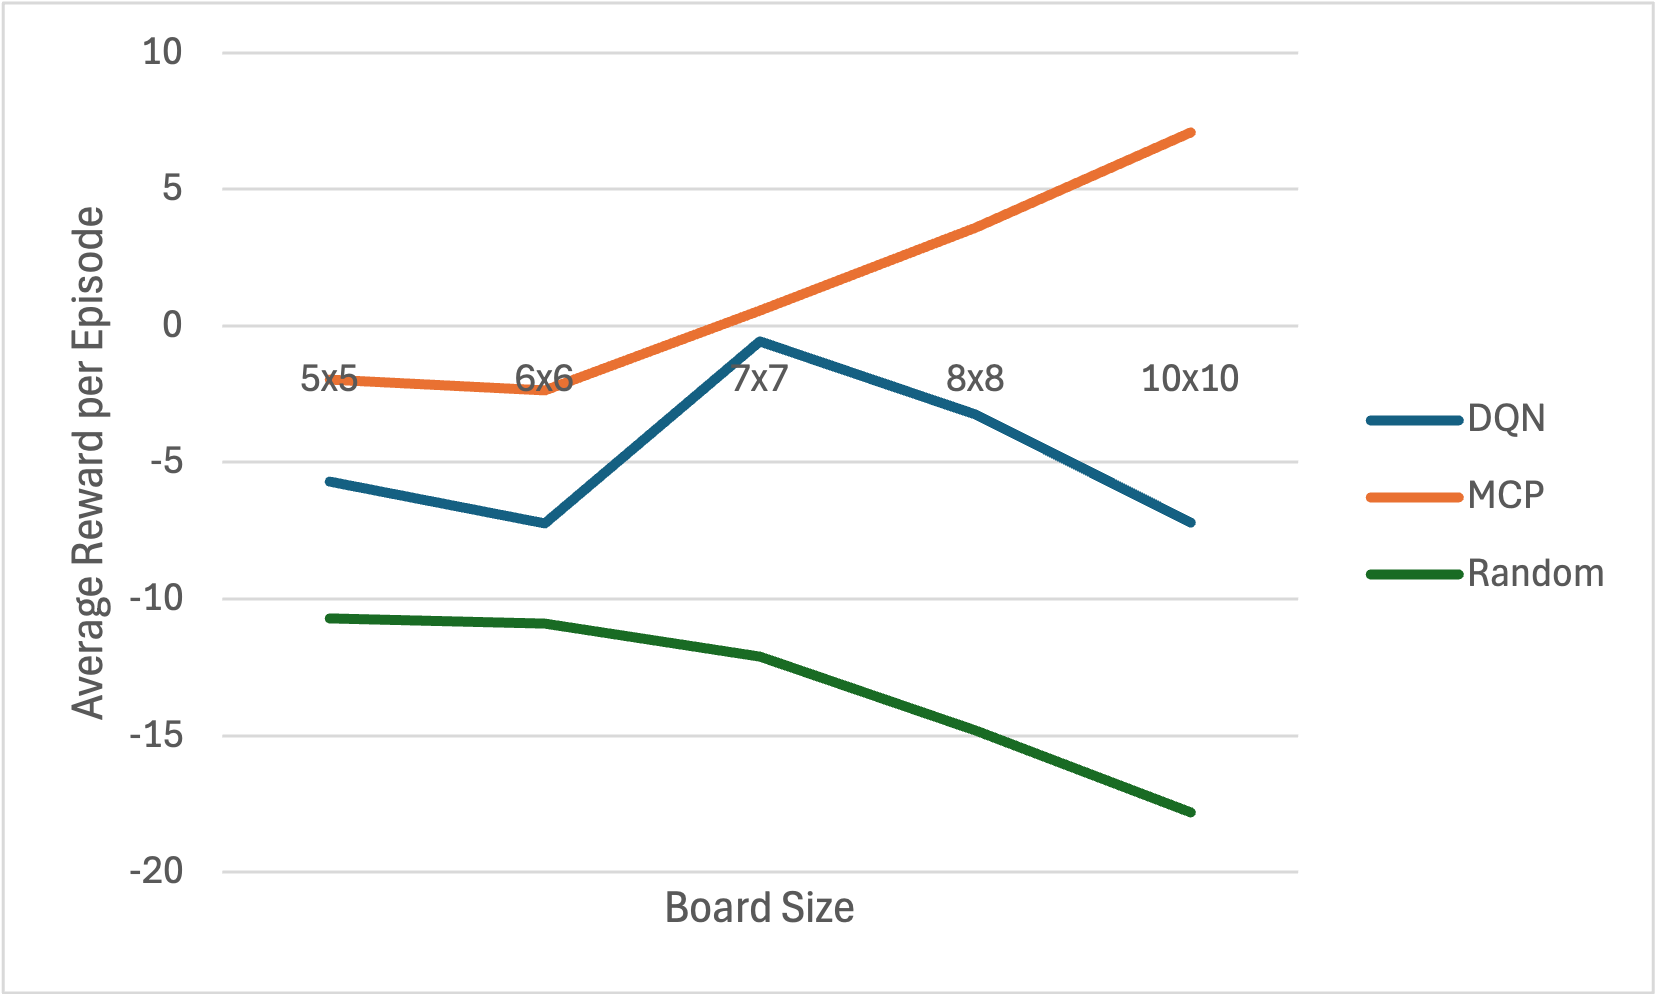 10
5
0
-5
-10
-15
-20
Average Reward per Episode
5x5 6x6 7x7 8x8 10x10
Board Size
DQN
MCP
Random